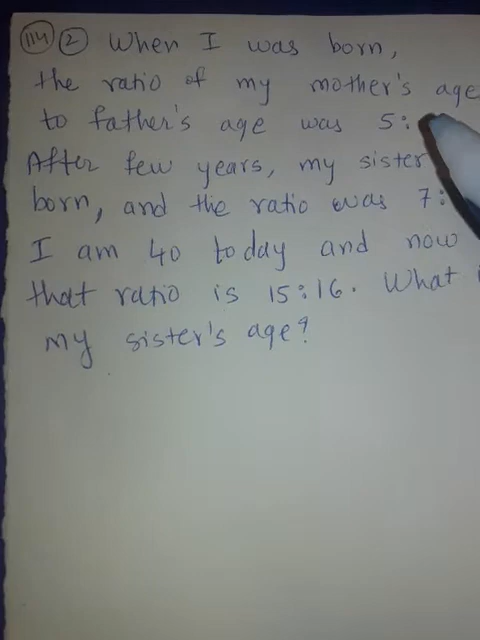 114 2 When I was born,
the ratio of my mother's age
to father's age was 5:
After few years, my sister
born, and the ratio was 7:
I am 40 today and now
that ratio is 15:16. What
my sister's age?